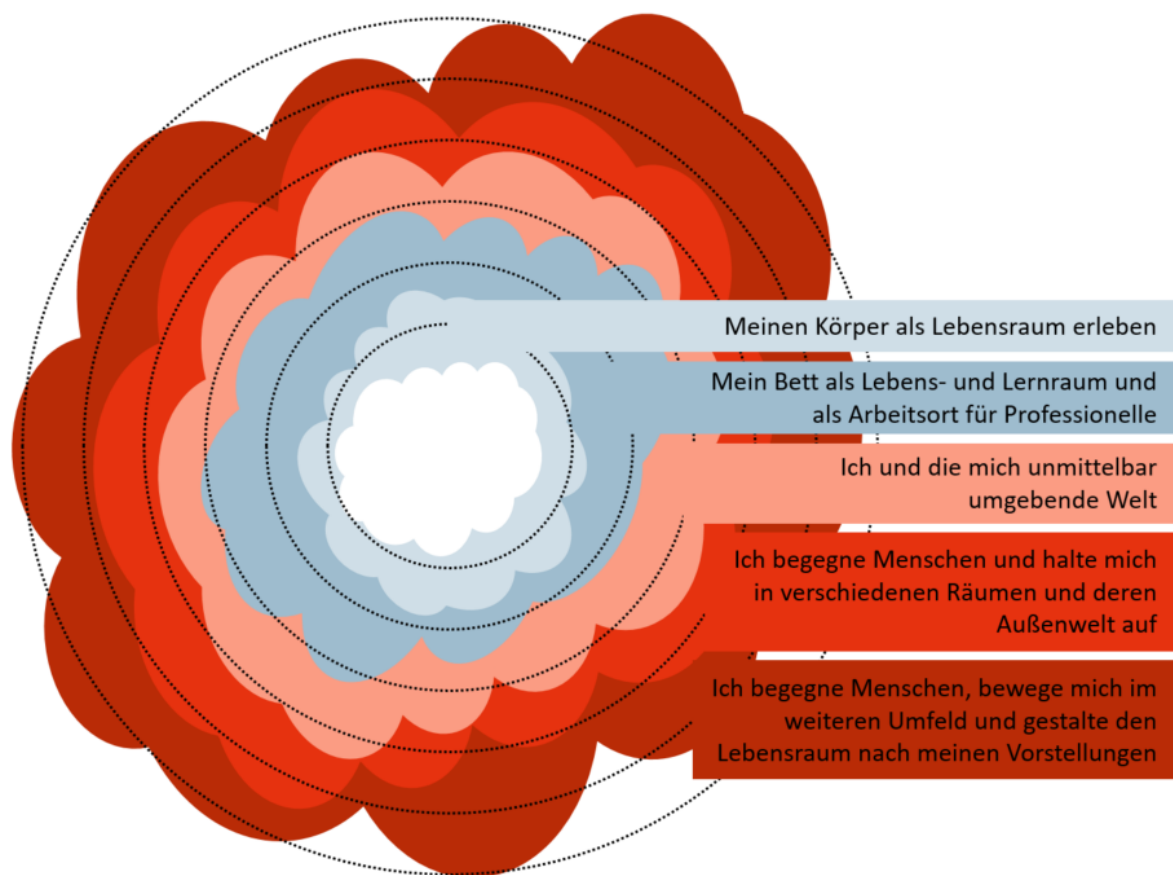 Meinen Körper als Lebensraum erleben
Mein Bett als Lebens- und Lernraum und
als Arbeitsort für Professionelle
Ich und die mich unmittelbar
umgebende Welt
Ich begegne Menschen und halte mich
in verschiedenen Räumen und deren
Außenwelt auf
Ich begegne Menschen, bewege mich im
weiteren Umfeld und gestalte den
Lebensraum nach meinen Vorstellungen